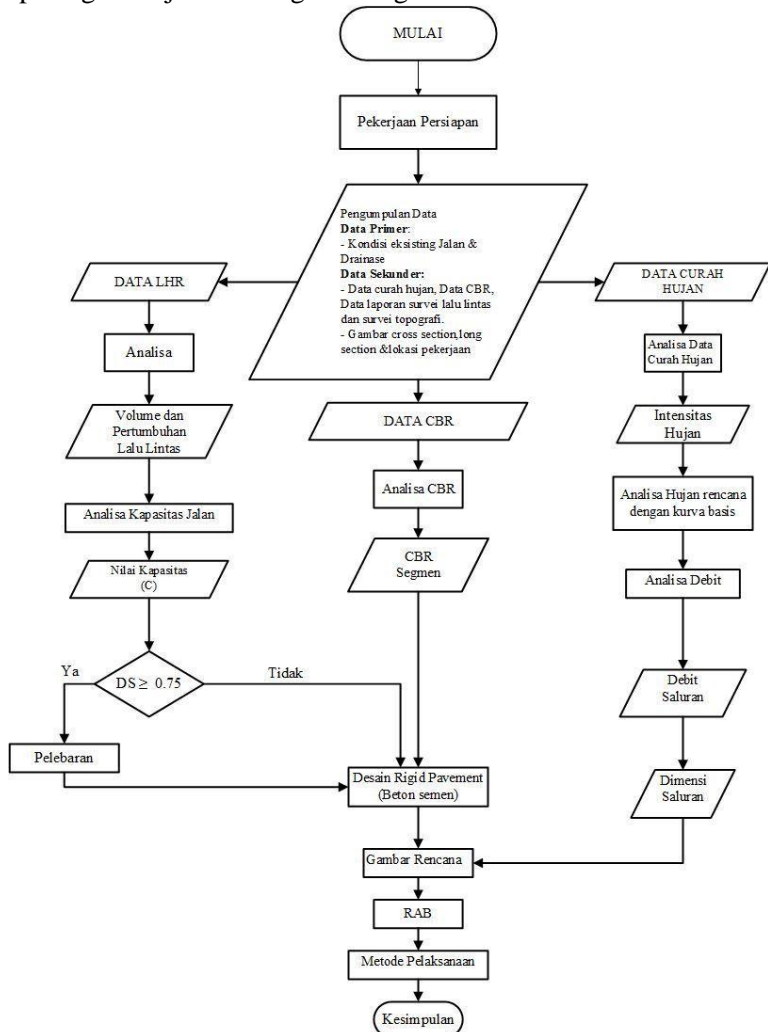 MULAI
Pekerjaan Persiapan
Pengumpulan Data
Data Primer:
- Kondisi eksisting Jalan &
Drainase
Data Sekunder:
- Data curah hujan, Data CBR,
Data laporan survei lalu lintas
dan survei topografi.
- Gambar cross section,long
section &lokasi pekerjaan
DATA LHR
Analisa
Volume dan
Pertumbuhan
Lalu Lintas
Analisa Kapasitas Jalan
Nilai Kapasitas
(C)
DS ≥ 0.75
Ya
Tidak
Pelebaran
DATA CBR
Analisa CBR
CBR
Segmen
DATA CURAH
HUJAN
Analisa Data
Curah Hujan
Intensitas
Hujan
Analisa Hujan rencana
dengan kurva basis
Analisa Debit
Debit
Saluran
Dimensi
Saluran
Desain Rigid Pavement
(Beton semen)
Gambar Rencana
RAB
Metode Pelaksanaan
Kesimpulan